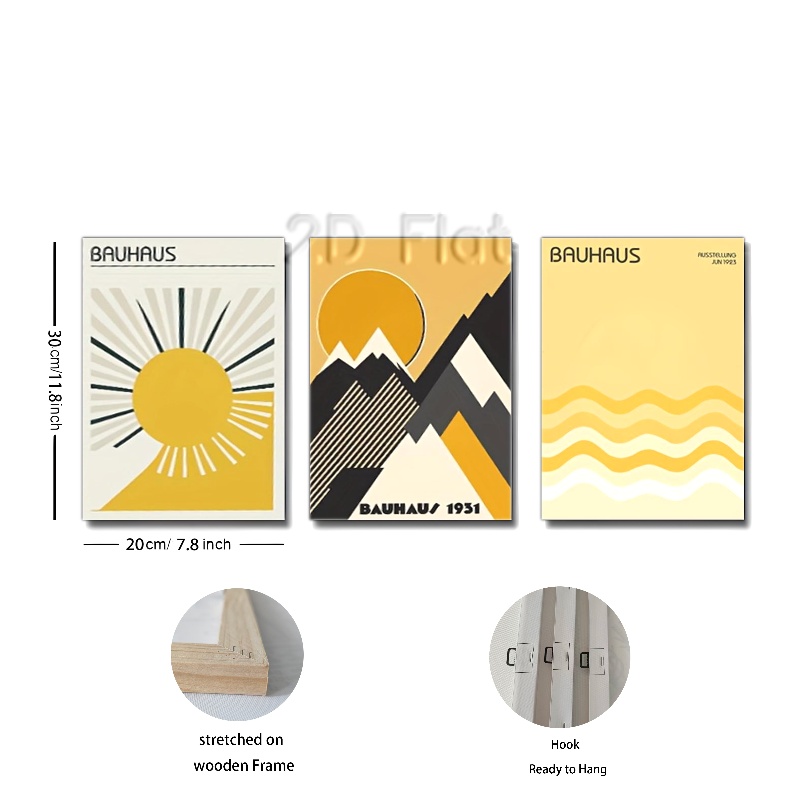 2.D Flat
BAUHAUS
BAUHAUS
AUSSTELLUNG
JUN 1923
30cm/11.8inch
BAUHAUS 1931
20cm/ 7.8 inch
stretched on
wooden Frame
Hook
Ready to Hang